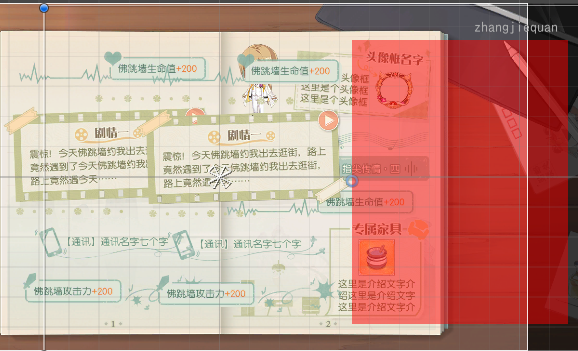 zhangjiequan
佛跳墙生命值+200
佛跳墙生命值+200
头像框名字
头像框
这里是个头像框
这里是个头像框
剧情二
震惊！今天佛跳墙约我出去
竟然遇到了今天佛跳墙
路上竟然遇今天……
剧情二
震惊！今天佛跳墙约我出去逛街，路上
竟然遇到了今天佛跳墙约我出去逛街，
路上竟然遇
佛跳墙生命值+200
【通讯】通讯名字七个字
【通讯】通讯名字七个字
专属家具
这里是介绍文字介
绍这里是介绍文字
这里是介绍文字介
佛跳墙攻击力+200
佛跳墙攻击力+200
1
2